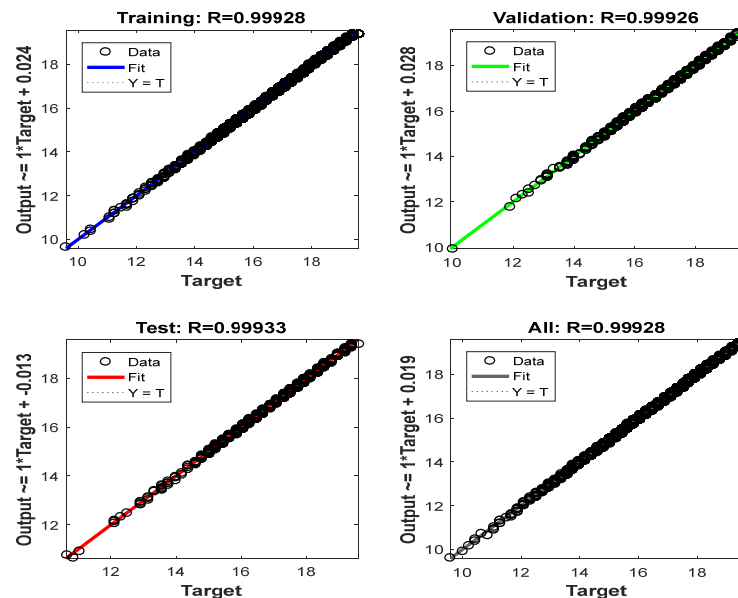 Training: R=0.99928
Output ~= 1*Target + 0.024
Data
Fit
Y = T
18
16
14
12
10
10 12 14 16 18
Target
Validation: R=0.99926
Output ~= 1*Target + 0.028
Data
Fit
Y = T
18
16
14
12
10
10 12 14 16 18
Target
Test: R=0.99933
Output ~= 1*Target + -0.013
Data
Fit
Y = T
18
16
14
12
12 14 16 18
Target
All: R=0.99928
Output ~= 1*Target + 0.019
Data
Fit
Y = T
18
16
14
12
10
10 12 14 16 18
Target